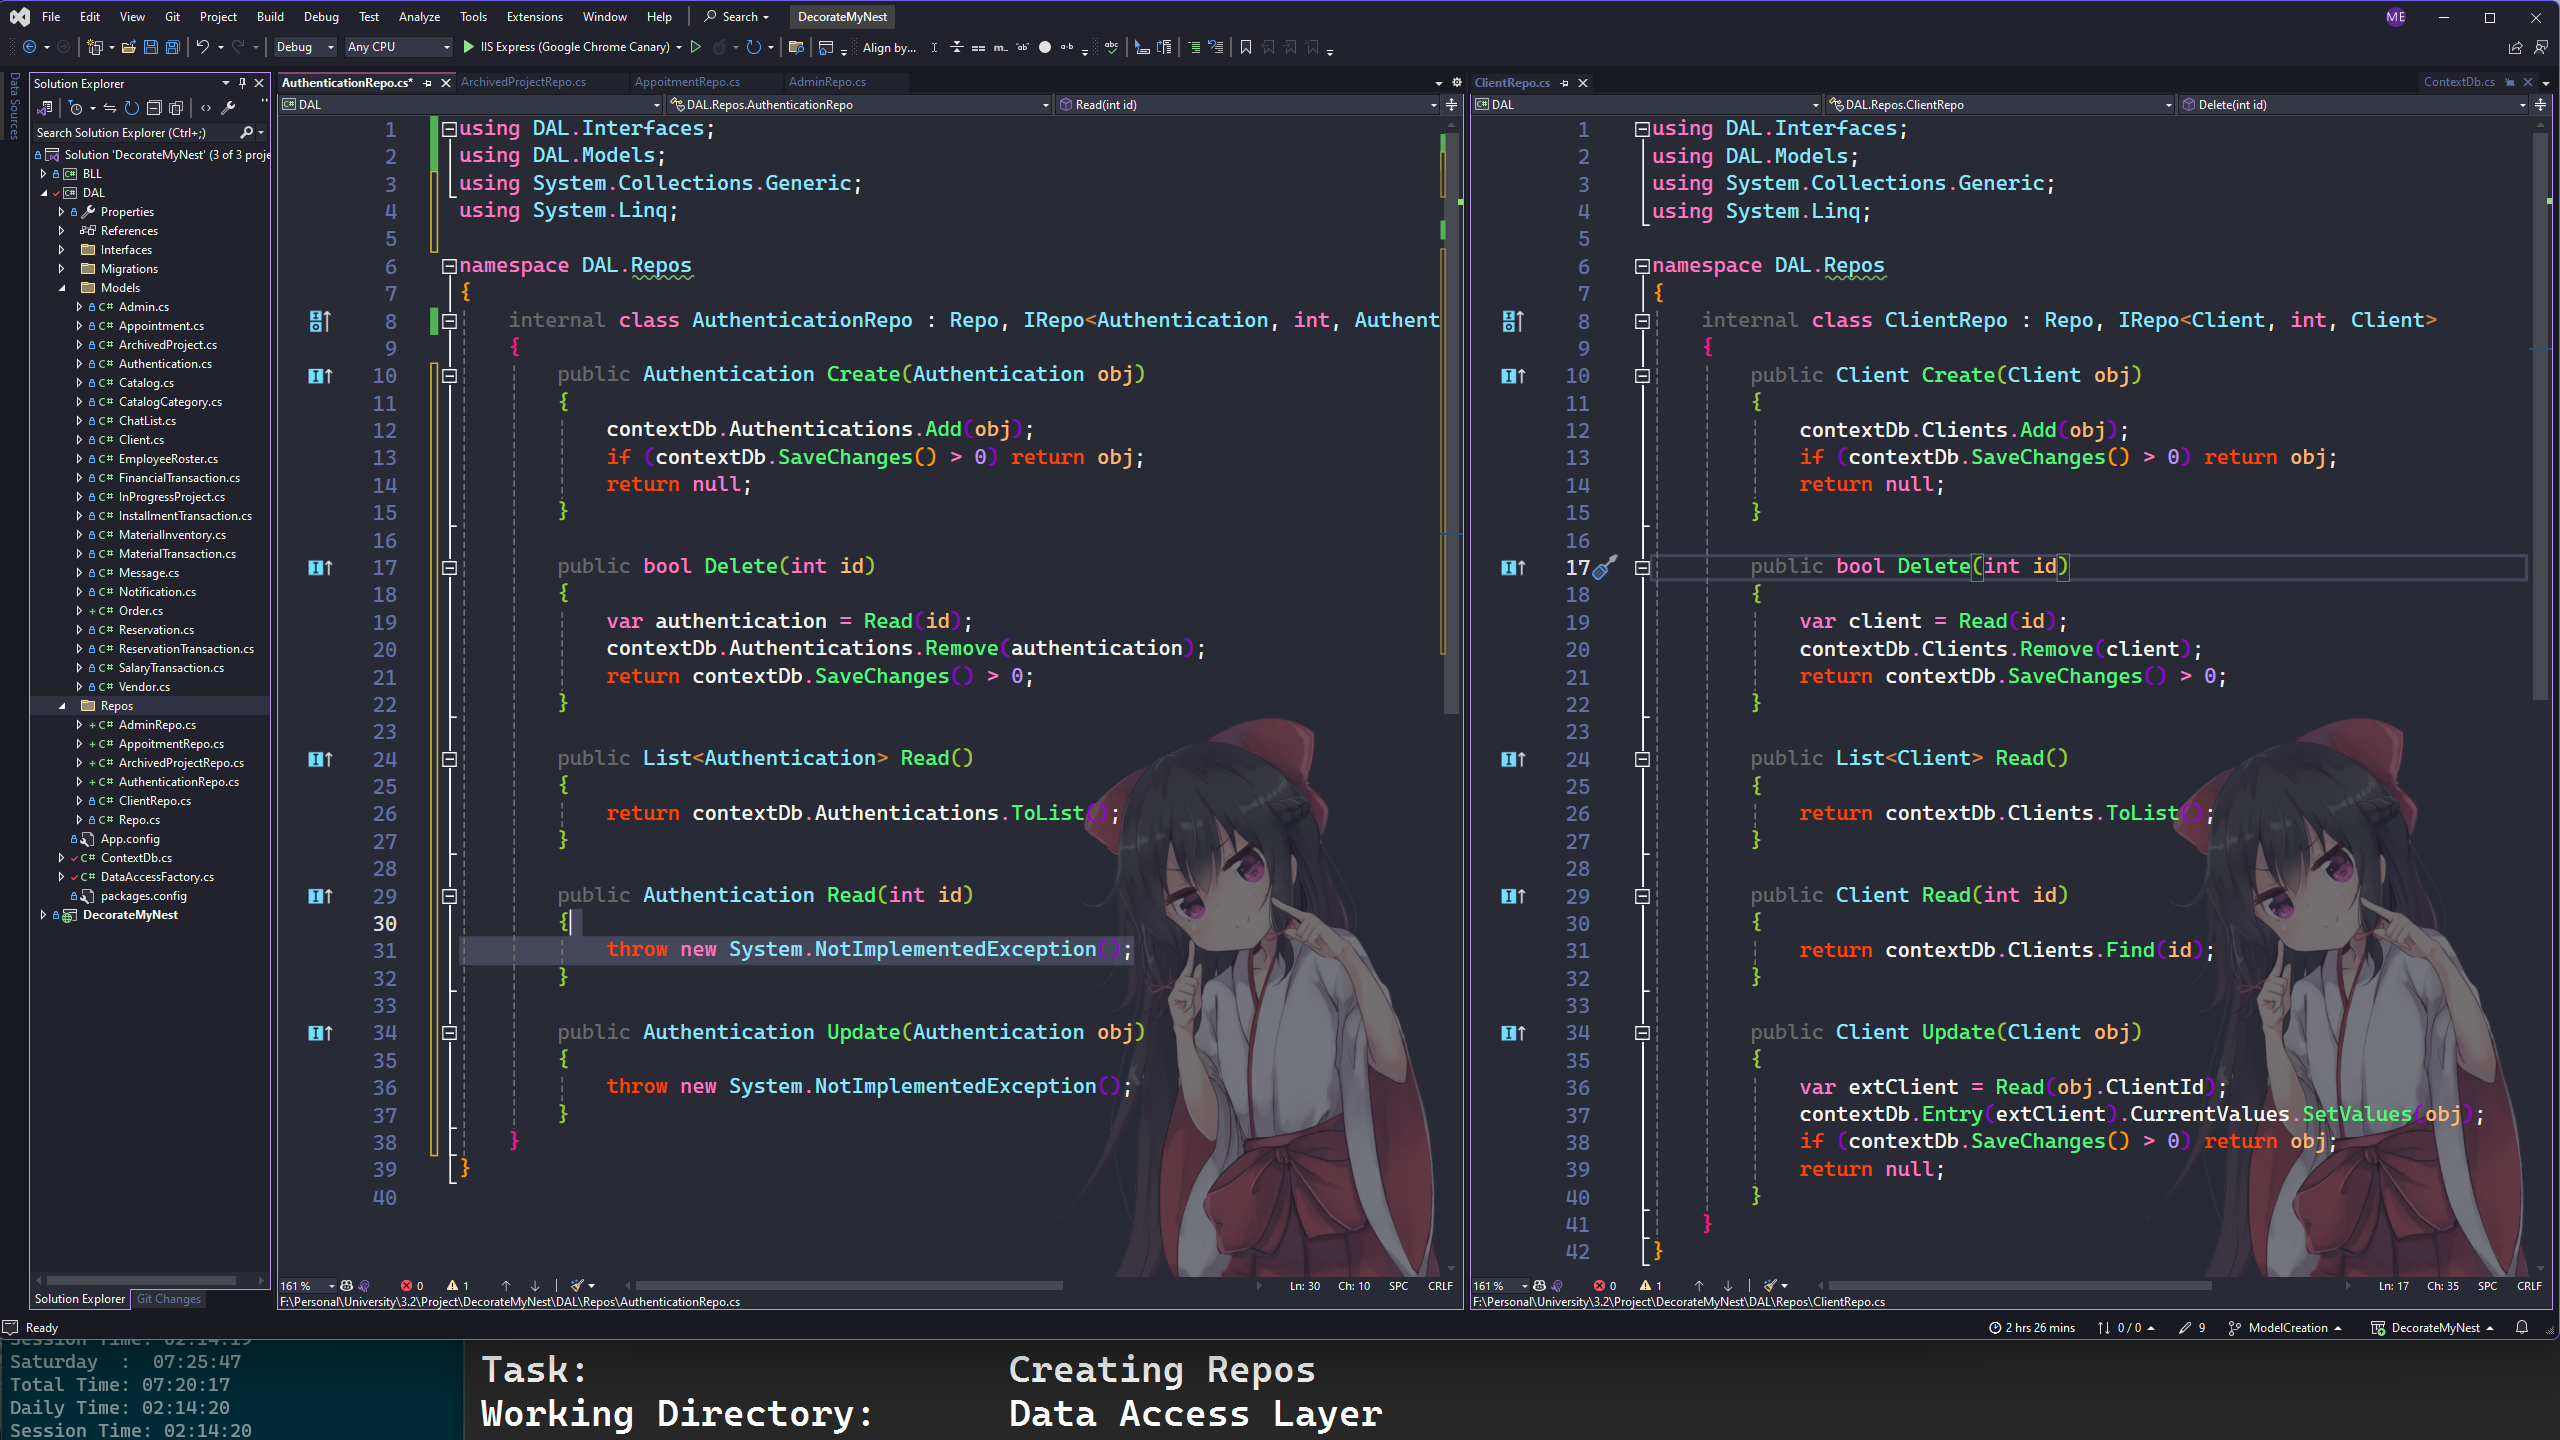 File Edit View Git Project Build Debug Test Analyze Tools Extensions Window Help Search DecorateMyNest ME
Debug Any CPU IIS Express (Google Chrome Canary) Align by...
Data Sources
Solution Explorer
Search Solution Explorer (Ctrl+;)
Solution 'DecorateMyNest' (3 of 3 proje
BLL
DAL
Properties
References
Interfaces
Migrations
Models
Admin.cs
Appointment.cs
ArchivedProject.cs
Authentication.cs
Catalog.cs
CatalogCategory.cs
ChatList.cs
Client.cs
EmployeeRoster.cs
FinancialTransaction.cs
InProgressProject.cs
InstallmentTransaction.cs
MaterialInventory.cs
MaterialTransaction.cs
Message.cs
Notification.cs
Order.cs
Reservation.cs
ReservationTransaction.cs
SalaryTransaction.cs
Vendor.cs
Repos
AdminRepo.cs
AppoitmentRepo.cs
ArchivedProjectRepo.cs
AuthenticationRepo.cs
ClientRepo.cs
Repo.cs
App.config
ContextDb.cs
DataAccessFactory.cs
packages.config
DecorateMyNest
Solution Explorer Git Changes
AuthenticationRepo.cs* ArchivedProjectRepo.cs AppoitmentRepo.cs AdminRepo.cs
DAL DAL.Repos.AuthenticationRepo Read(int id)
1 using DAL.Interfaces;
2 using DAL.Models;
3 using System.Collections.Generic;
4 using System.Linq;
5
6 namespace DAL.Repos
7 {
8 internal class AuthenticationRepo : Repo, IRepo<Authentication, int, Authent
9 {
10 public Authentication Create(Authentication obj)
11 {
12 contextDb.Authentications.Add(obj);
13 if (contextDb.SaveChanges() > 0) return obj;
14 return null;
15 }
16
17 public bool Delete(int id)
18 {
19 var authentication = Read(id);
20 contextDb.Authentications.Remove(authentication);
21 return contextDb.SaveChanges() > 0;
22 }
23
24 public List<Authentication> Read()
25 {
26 return contextDb.Authentications.ToList();
27 }
28
29 public Authentication Read(int id)
30 {
31 throw new System.NotImplementedException();
32 }
33
34 public Authentication Update(Authentication obj)
35 {
36 throw new System.NotImplementedException();
37 }
38 }
39 }
40
161 % 0 1 Ln: 30 Ch: 10 SPC CRLF
F:\Personal\University\3.2\Project\DecorateMyNest\DAL\Repos\AuthenticationRepo.cs
ClientRepo.cs ContextDb.cs
DAL DAL.Repos.ClientRepo Delete(int id)
1 using DAL.Interfaces;
2 using DAL.Models;
3 using System.Collections.Generic;
4 using System.Linq;
5
6 namespace DAL.Repos
7 {
8 internal class ClientRepo : Repo, IRepo<Client, int, Client>
9 {
10 public Client Create(Client obj)
11 {
12 contextDb.Clients.Add(obj);
13 if (contextDb.SaveChanges() > 0) return obj;
14 return null;
15 }
16
17 public bool Delete(int id)
18 {
19 var client = Read(id);
20 contextDb.Clients.Remove(client);
21 return contextDb.SaveChanges() > 0;
22 }
23
24 public List<Client> Read()
25 {
26 return contextDb.Clients.ToList();
27 }
28
29 public Client Read(int id)
30 {
31 return contextDb.Clients.Find(id);
32 }
33
34 public Client Update(Client obj)
35 {
36 var extClient = Read(obj.ClientId);
37 contextDb.Entry(extClient).CurrentValues.SetValues(obj);
38 if (contextDb.SaveChanges() > 0) return obj;
39 return null;
40 }
41 }
42 }
161 % 0 1 Ln: 17 Ch: 35 SPC CRLF
F:\Personal\University\3.2\Project\DecorateMyNest\DAL\Repos\ClientRepo.cs
Ready 2 hrs 26 mins 0 / 0 9 ModelCreation DecorateMyNest
Session Time: 02:14:19
Saturday : 07:25:47
Total Time: 07:20:17
Daily Time: 02:14:20
Session Time: 02:14:20
Task: Creating Repos
Working Directory: Data Access Layer